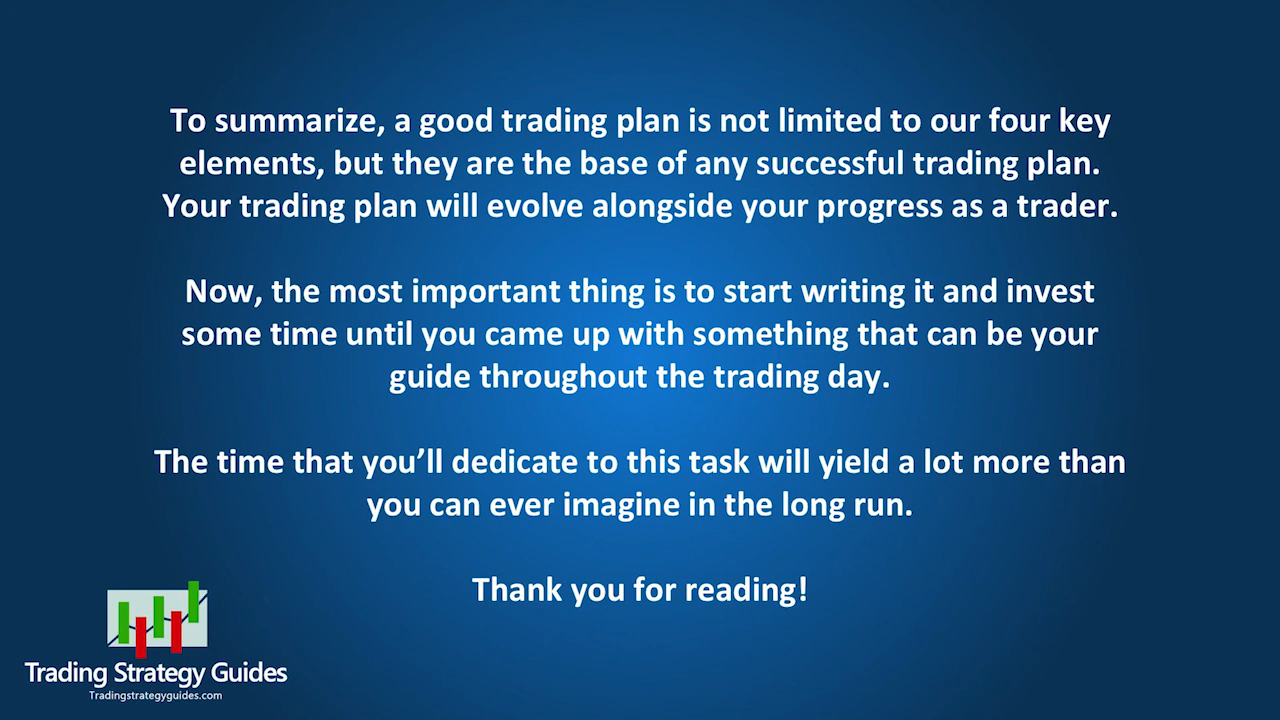 To summarize, a good trading plan is not limited to our four key
elements, but they are the base of any successful trading plan.
Your trading plan will evolve alongside your progress as a trader.
Now, the most important thing is to start writing it and invest
some time until you came up with something that can be your
guide throughout the trading day.
The time that you’ll dedicate to this task will yield a lot more than
you can ever imagine in the long run.
Thank you for reading!
Trading Strategy Guides
Tradingstrategyguides.com